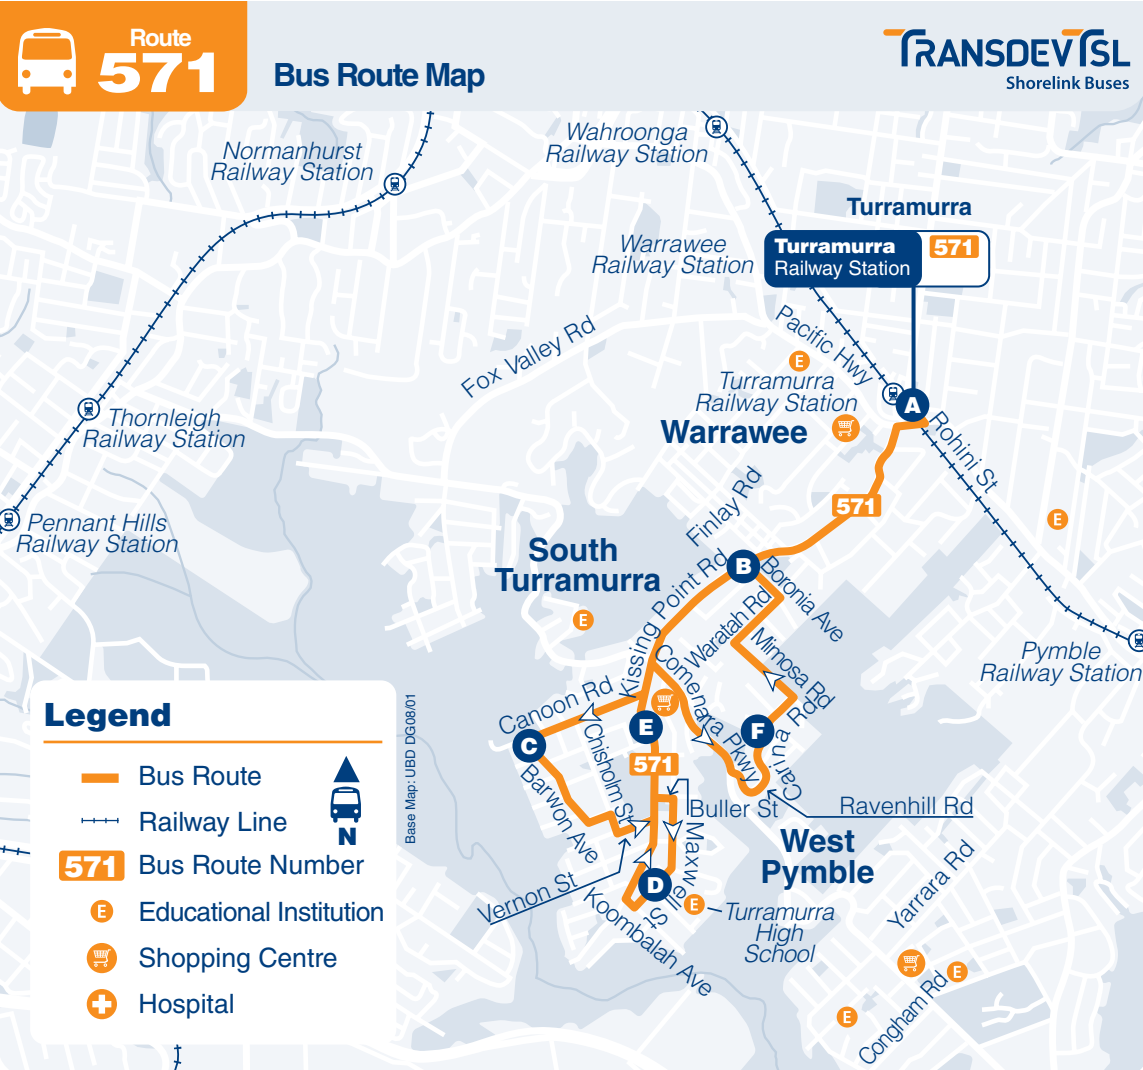 Route
571
Bus Route Map
TRANSDEVTSL
Shorelink Buses
Normanhurst
Railway Station
Wahroonga
Railway Station
Turramurra
Warrawee
Railway Station
Turramurra
Railway Station
571
Pacific Hwy
Fox Valley Rd
E
Turramurra
Railway Station
A
Thornleigh
Railway Station
Warrawee
Rohini St
Finlay Rd
571
E
Pennant Hills
Railway Station
South
Turramurra
Kissing Point Rd
B
Boronia Ave
E
Waratah Rd
Mimosa Rd
Comenara Pkwy
Pymble
Railway Station
Canoon Rd
C
E
F
Carina Rd
Chisholm St
571
Barwon Ave
Buller St
Ravenhill Rd
Maxwell St
West
Pymble
Vernon St
D
Koombalah Ave
E
Turramurra
High
School
Yarrara Rd
E
Congham Rd
E
Base Map: UBD DG08/01
Legend
Bus Route
Railway Line
N
571
Bus Route Number
E
Educational Institution
Shopping Centre
Hospital